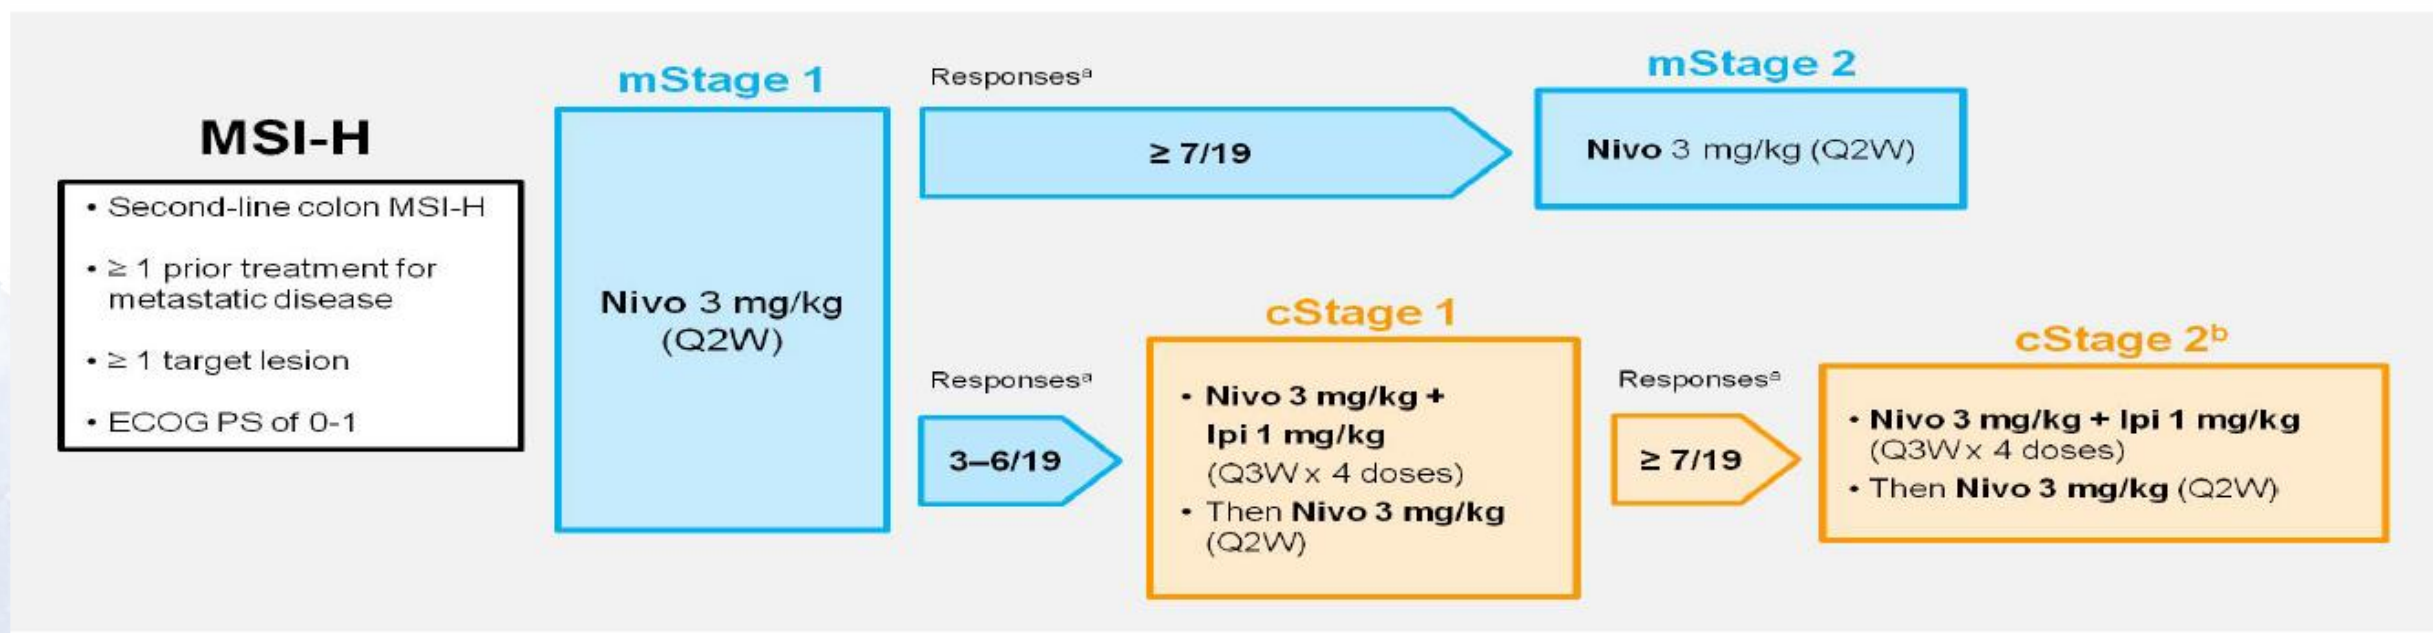 MSI-H
• Second-line colon MSI-H
• ≥ 1 prior treatment for
metastatic disease
• ≥ 1 target lesion
• ECOG PS of 0-1
mStage 1
Nivo 3 mg/kg
(Q2W)
Responsesᵃ
≥ 7/19
mStage 2
Nivo 3 mg/kg (Q2W)
Responsesᵃ
3–6/19
cStage 1
• Nivo 3 mg/kg +
Ipi 1 mg/kg
(Q3W x 4 doses)
• Then Nivo 3 mg/kg
(Q2W)
Responsesᵃ
≥ 7/19
cStage 2ᵇ
• Nivo 3 mg/kg + Ipi 1 mg/kg
(Q3W x 4 doses)
• Then Nivo 3 mg/kg (Q2W)